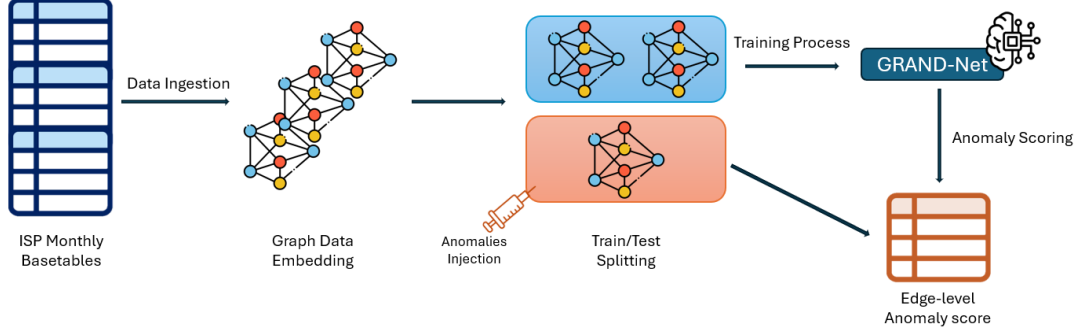 Data Ingestion
Training Process
GRAND-Net
Anomaly Scoring
ISP Monthly
Basetables
Graph Data
Embedding
Anomalies
Injection
Train/Test
Splitting
Edge-level
Anomaly score